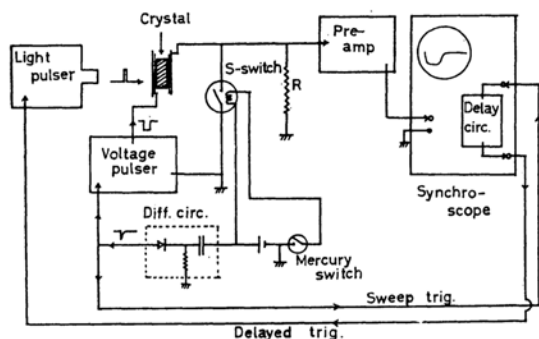 Crystal
Light
pulser
S-switch
R
Pre-
amp
Delay
circ.
Voltage
pulser
Synchro-
scope
Diff. circ.
Mercury
switch
Sweep trig.
Delayed trig.